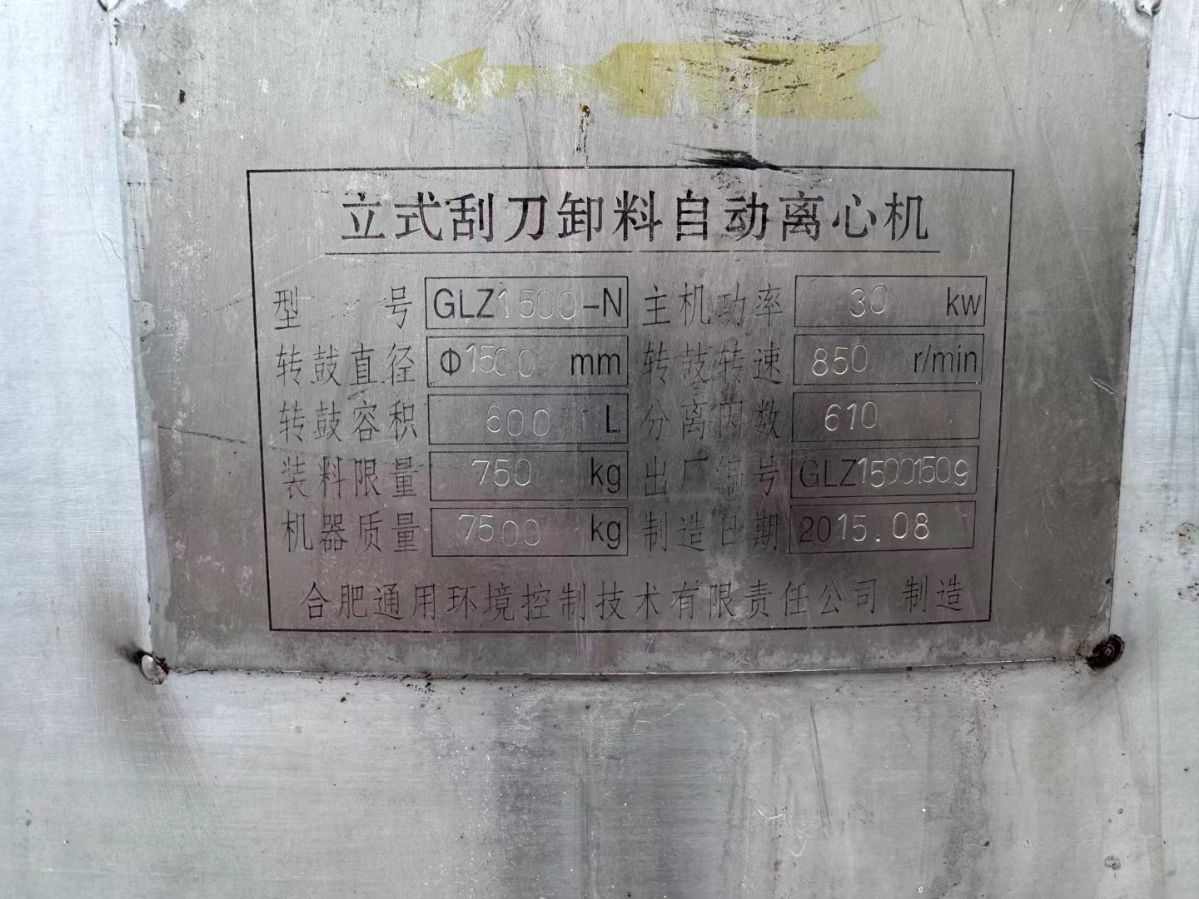 立式刮刀卸料自动离心机
型号 GLZ1500-N 主机功率 30 kw
转鼓直径 Φ1500 mm 转鼓转速 850 r/min
转鼓容积 600 L 分离因数 610
装料限量 750 kg 出厂编号 GLZ1500150g
机器质量 7500 kg 制造日期 2015.08
合肥通用环境控制技术有限责任公司 制造